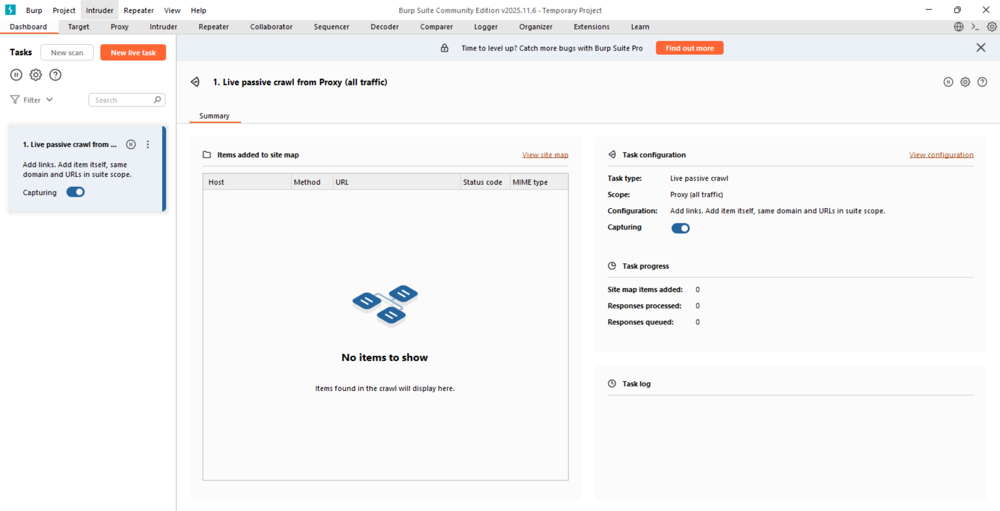 Burp Project Intruder Repeater View Help
Burp Suite Community Edition v2025.11.6 - Temporary Project
Dashboard Target Proxy Intruder Repeater Collaborator Sequencer Decoder Comparer Logger Organizer Extensions Learn
Tasks New scan New live task
Filter Search
1. Live passive crawl from ...
Add links. Add item itself, same
domain and URLs in suite scope.
Capturing
Time to level up? Catch more bugs with Burp Suite Pro Find out more
1. Live passive crawl from Proxy (all traffic)
Summary
Items added to site map View site map
Host Method URL Status code MIME type
No items to show
Items found in the crawl will display here.
Task configuration View configuration
Task type: Live passive crawl
Scope: Proxy (all traffic)
Configuration: Add links. Add item itself, same domain and URLs in suite scope.
Capturing
Task progress
Site map items added: 0
Responses processed: 0
Responses queued: 0
Task log